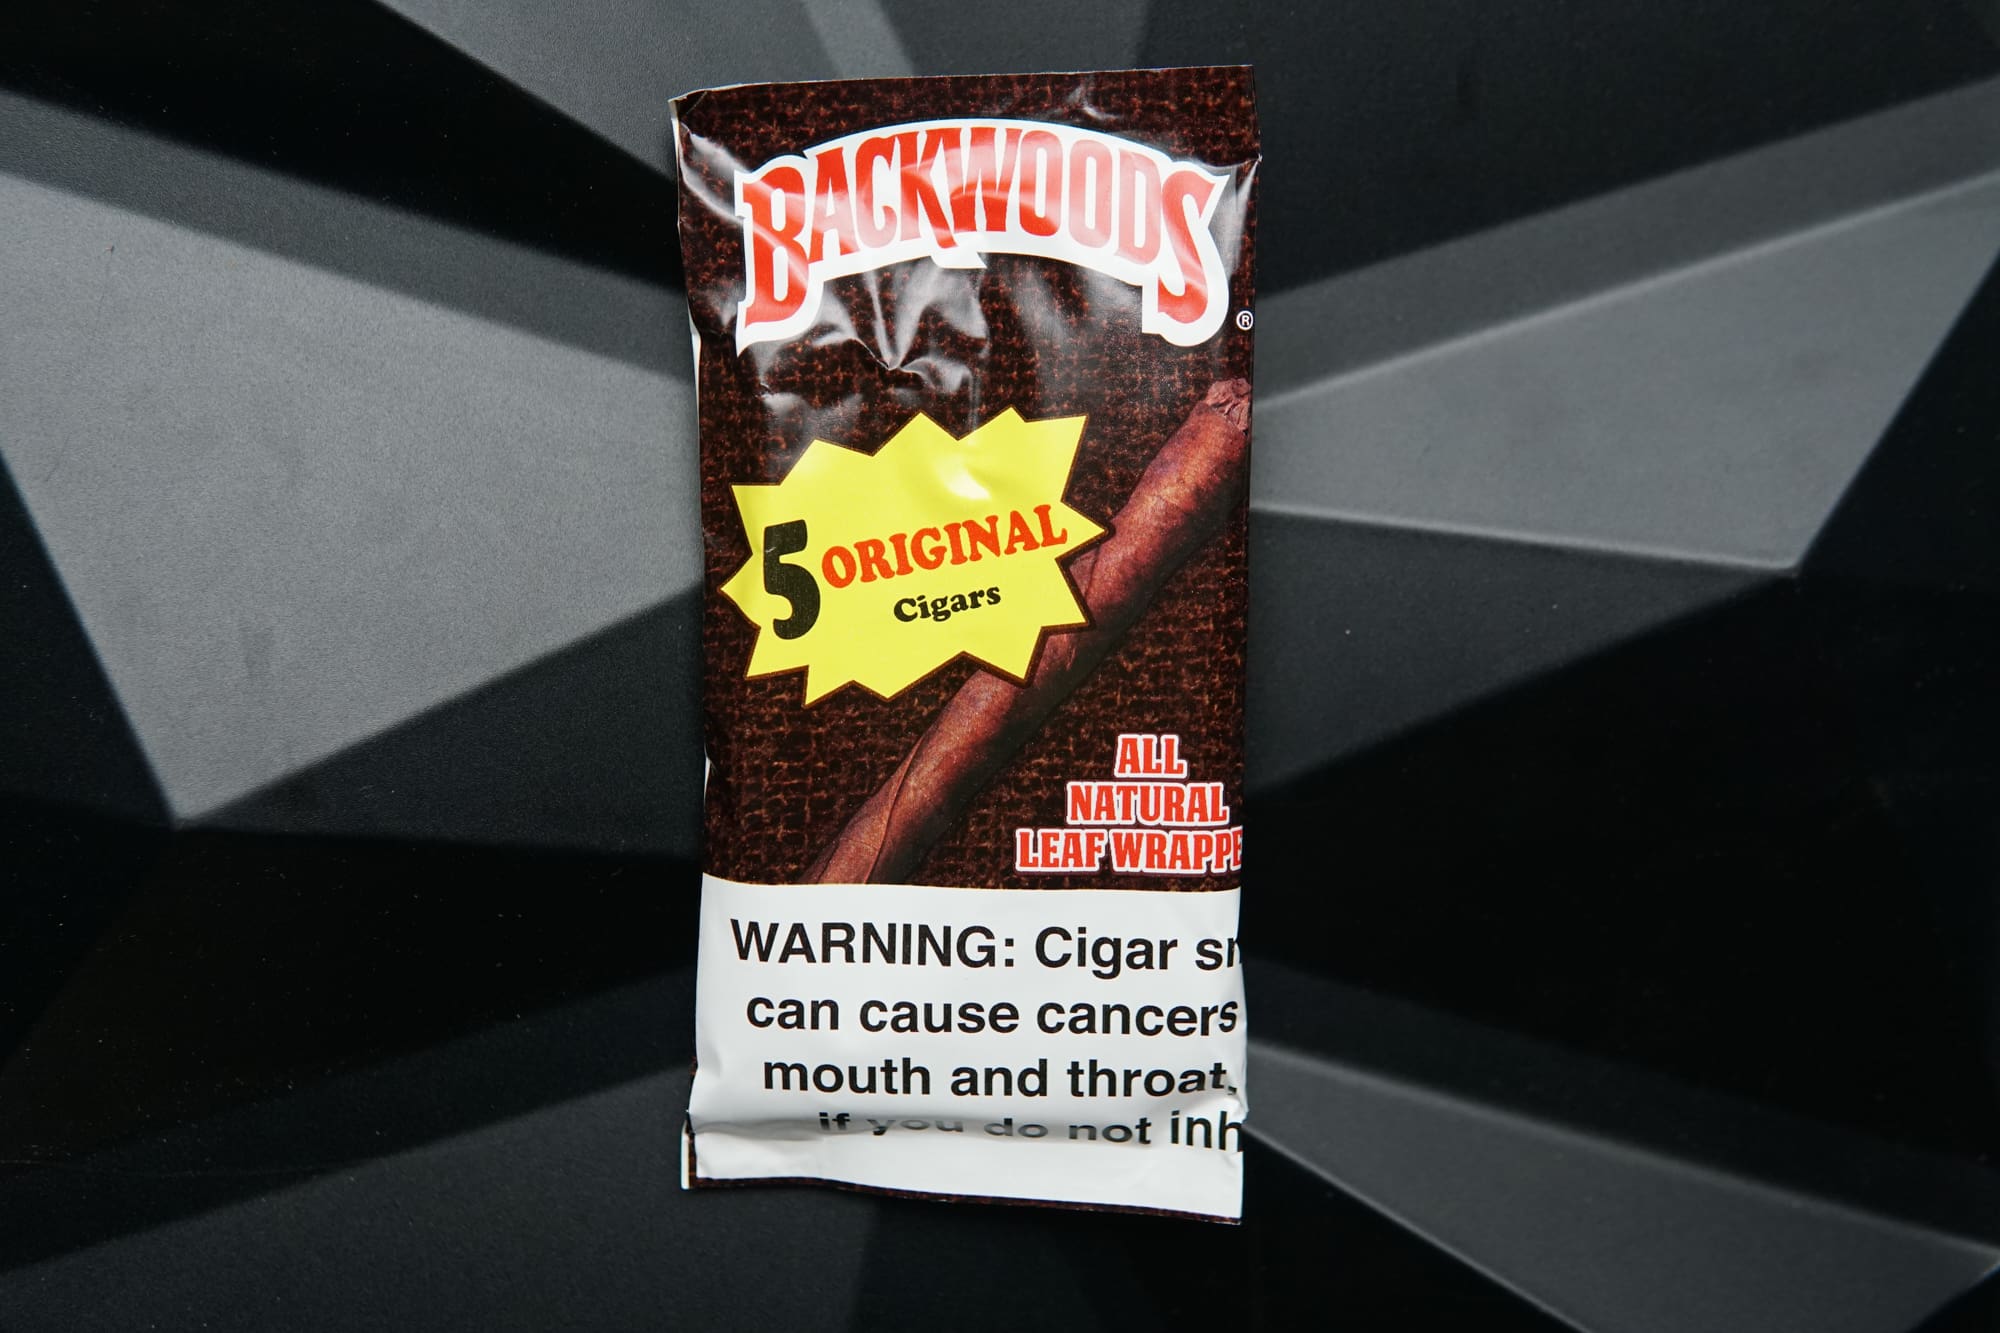 BACKWOODS
®
5 ORIGINAL
Cigars
ALL
NATURAL
LEAF WRAPPE
WARNING: Cigar sm
can cause cancers
mouth and throat,
if you do not inh